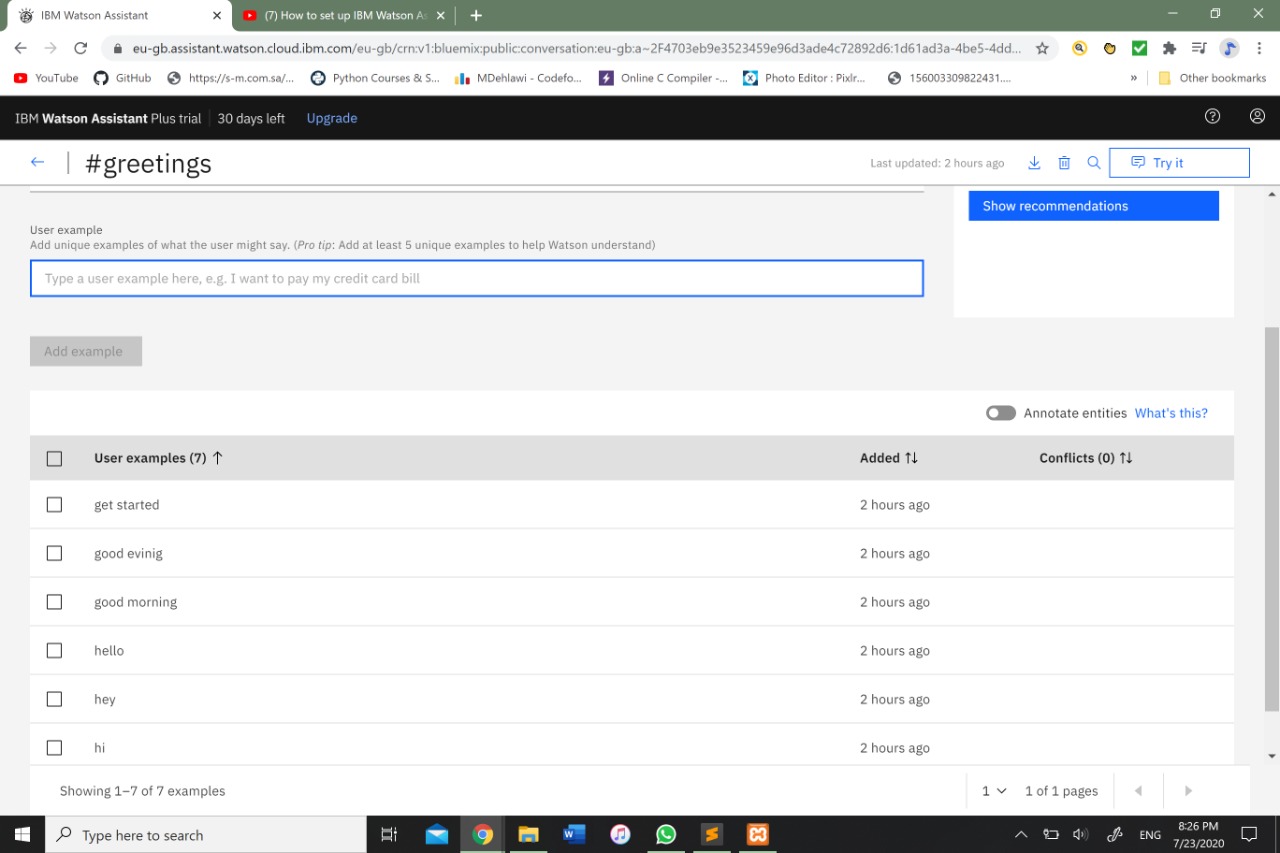 IBM Watson Assistant
(7) How to set up IBM Watson As
eu-gb.assistant.watson.cloud.ibm.com/eu-gb/crn:v1:bluemix:public:conversation:eu-gb:a~2F4703eb9e3523459e96d3ade4c72892d6:1d61ad3a-4be5-4dd...
YouTube GitHub https://s-m.com.sa/... Python Courses & S... MDehlawi - Codefo... Online C Compiler -... Photo Editor : Pixlr... 156003309822431.... » Other bookmarks
IBM Watson Assistant Plus trial 30 days left Upgrade
#greetings Last updated: 2 hours ago Try it
Show recommendations
User example
Add unique examples of what the user might say. (Pro tip: Add at least 5 unique examples to help Watson understand)
Type a user example here, e.g. I want to pay my credit card bill
Add example
Annotate entities What's this?
User examples (7) ↑ Added ↑↓ Conflicts (0) ↑↓
get started 2 hours ago
good evinig 2 hours ago
good morning 2 hours ago
hello 2 hours ago
hey 2 hours ago
hi 2 hours ago
Showing 1–7 of 7 examples 1 1 of 1 pages
Type here to search ENG 8:26 PM
7/23/2020